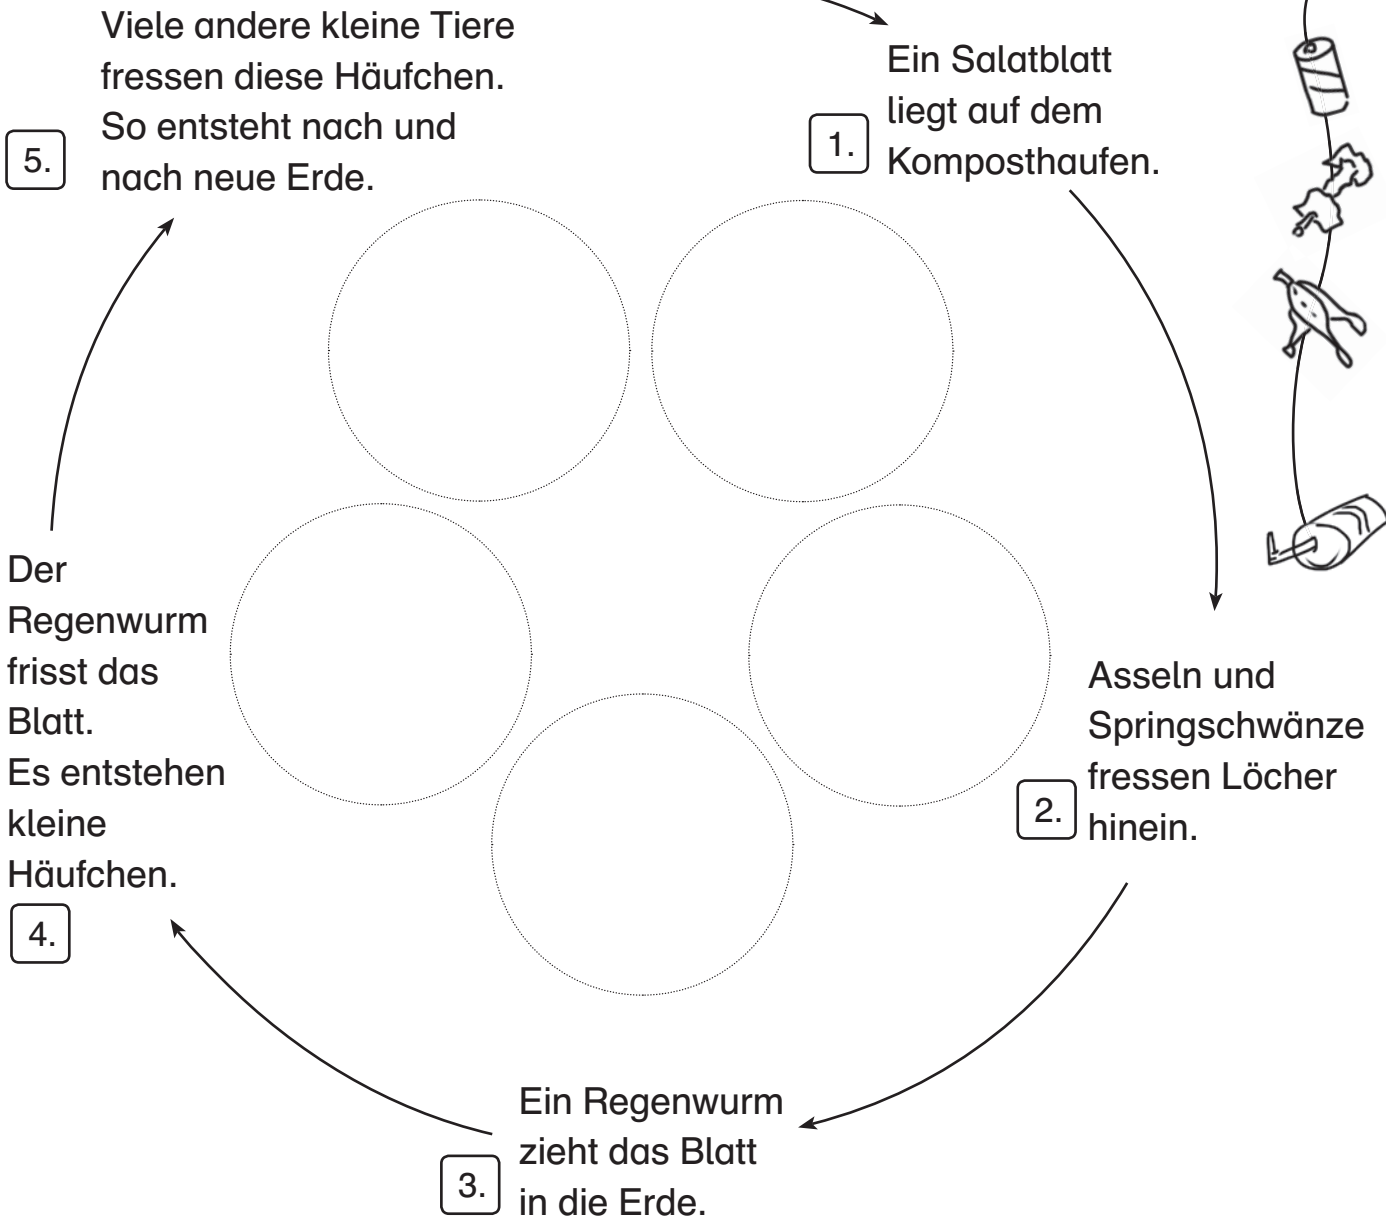 1.
Ein Salatblatt
liegt auf dem
Komposthaufen.
2.
Asseln und
Springschwänze
fressen Löcher
hinein.
3.
Ein Regenwurm
zieht das Blatt
in die Erde.
4.
Der
Regenwurm
frisst das
Blatt.
Es entstehen
kleine
Häufchen.
5.
Viele andere kleine Tiere
fressen diese Häufchen.
So entsteht nach und
nach neue Erde.